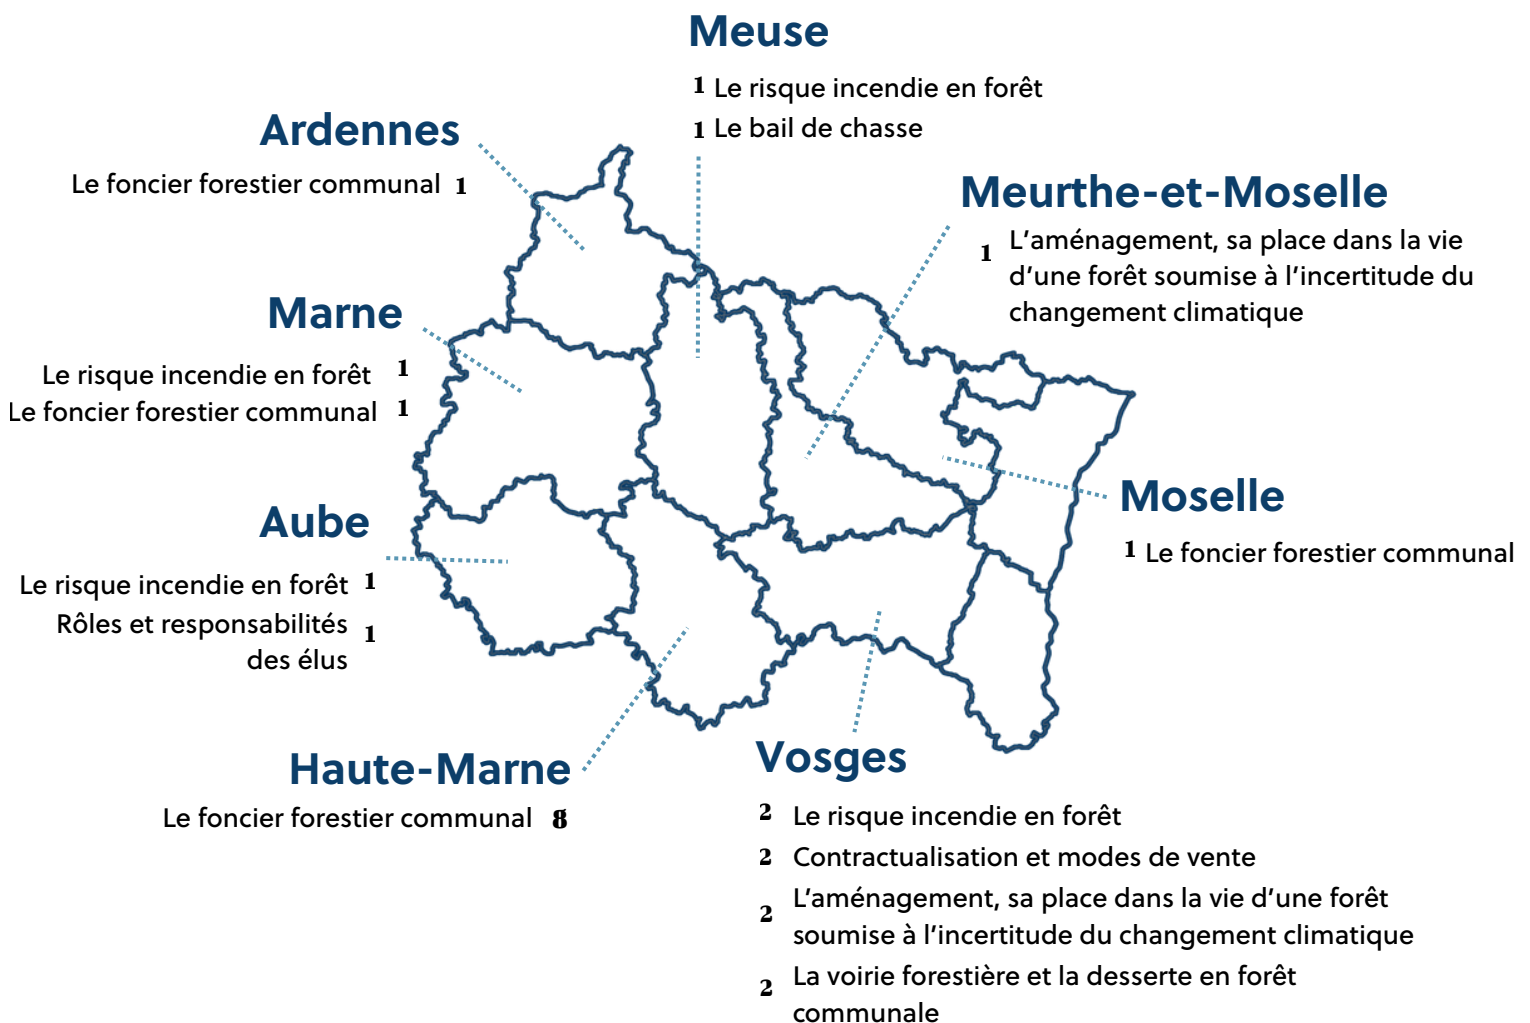 Meuse
1 Le risque incendie en forêt
1 Le bail de chasse
Ardennes
Le foncier forestier communal 1
Meurthe-et-Moselle
1 L’aménagement, sa place dans la vie
d’une forêt soumise à l’incertitude du
changement climatique
Marne
Le risque incendie en forêt 1
Le foncier forestier communal 1
Aube
Le risque incendie en forêt 1
Rôles et responsabilités 1
des élus
Moselle
1 Le foncier forestier communal
Haute-Marne
Le foncier forestier communal 8
Vosges
2 Le risque incendie en forêt
2 Contractualisation et modes de vente
2 L’aménagement, sa place dans la vie d’une forêt
soumise à l’incertitude du changement climatique
2 La voirie forestière et la desserte en forêt
communale